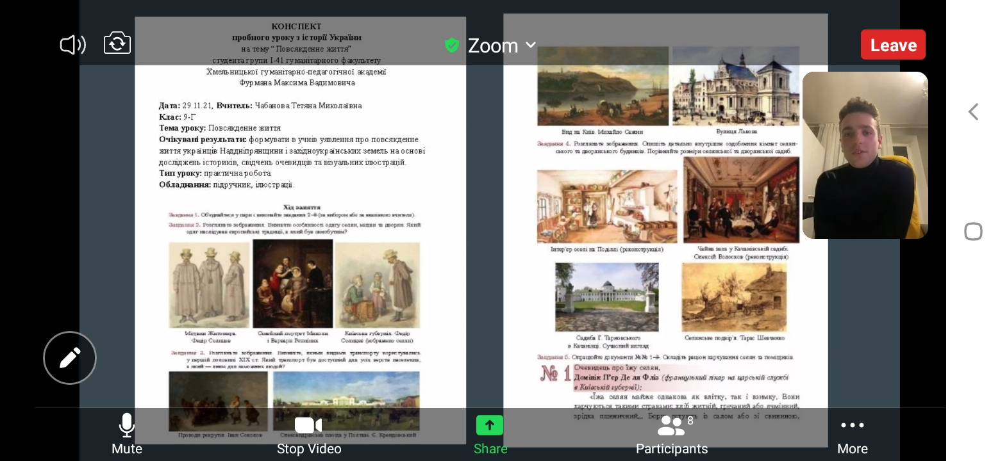 Zoom
Leave
КОНСПЕКТ
пробного уроку з історії України
на тему “ Повсякденне життя”
студента групи І-41 гуманітарного факультету
Хмельницької гуманітарно-педагогічної академії
Фурмана Максима Вадимовича
Дата: 29.11.21, Вчитель: Чабанова Тетяна Миколаївна
Клас: 9-Г
Тема уроку: Повсякденне життя
Очікувані результати: формувати в учнів уявлення про повсякденне
життя українців Наддніпрянщини і західноукраїнських земель на основі
досліджень істориків, свідчень очевидців та візуальних ілюстрацій.
Тип уроку: практична робота.
Обладнання: підручник, ілюстрації.
Хід заняття
Завдання 1. Об'єднайтеся у пари і виконайте завдання 2–8 (за вибором або за вказівкою вчителя).
Завдання 2. Розгляньте зображення. Визначте особливості одягу селян, міщан та дворян. Який
одяг наслідував європейські традиції, а який був самобутнім?
Міщани Житомира.
Федір Солнцев
Сімейний портрет Миколи
і Варвари Рєпніних
Київська губернія. Федір
Солнцев (зображено селян)
Завдання 3. Розгляньте зображення. Визначте, якими видами транспорту користувались
у першій половині ХІХ ст. Який транспорт був доступний для усіх верств населення,
а який — лише для заможних людей?
Проводи рекрутів. Іван Соколов
Олександрівська площа у Полтаві. Є. Крендовський
Вид на Київ. Михайло Сажин
Вулиця Львова
Завдання 4. Розгляньте зображення. Опишіть детально внутрішнє оздоблення кімнат селян-
ського та дворянського будинків. Порівняйте розміри селянської та дворянської садиб.
Інтер'єр оселі на Поділлі (реконструкція)
Чайна зала у Качанівській садибі.
Олексій Волосков (реконструкція)
Садиба Г. Тарновського
в Качанівці. Сучасний вигляд
Селянське подвір'я. Тарас Шевченко
Завдання 5. Опрацюйте документи №№ 1–3. Складіть раціон харчування селян та поміщиків.
№ 1
Очевидець про їжу селян,
Домінік П'єр Де ля Фліз (французький лікар на царській службі
в Київській губернії):
«Їжа селян майже однакова як влітку, так і взимку, Вони
харчуються такими стравами: хліб житній, гречаний або ячмінний,
зрідка пшеничний... Борщ готують із салом або зі свининою,
Mute
Stop Video
Share
8
Participants
More